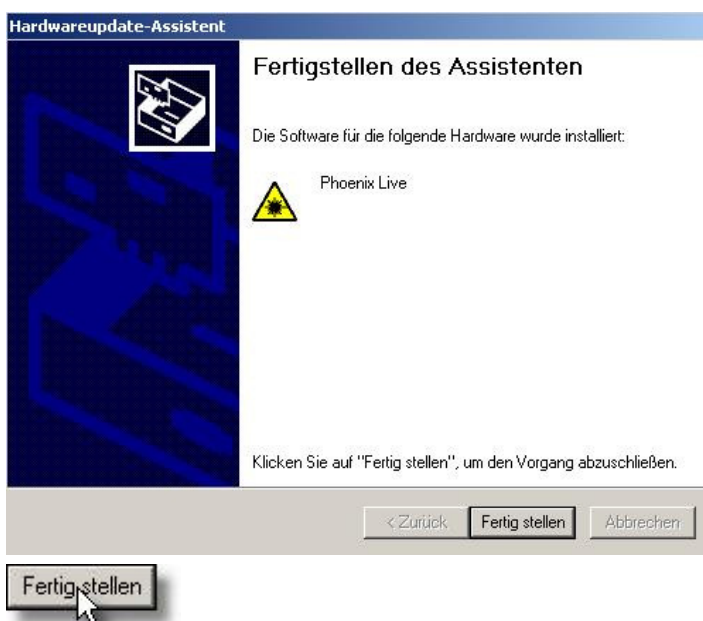 Hardwareupdate-Assistent
Fertigstellen des Assistenten
Die Software für die folgende Hardware wurde installiert:
Phoenix Live
Klicken Sie auf "Fertig stellen", um den Vorgang abzuschließen.
< Zurück Fertig stellen Abbrechen
Fertig stellen